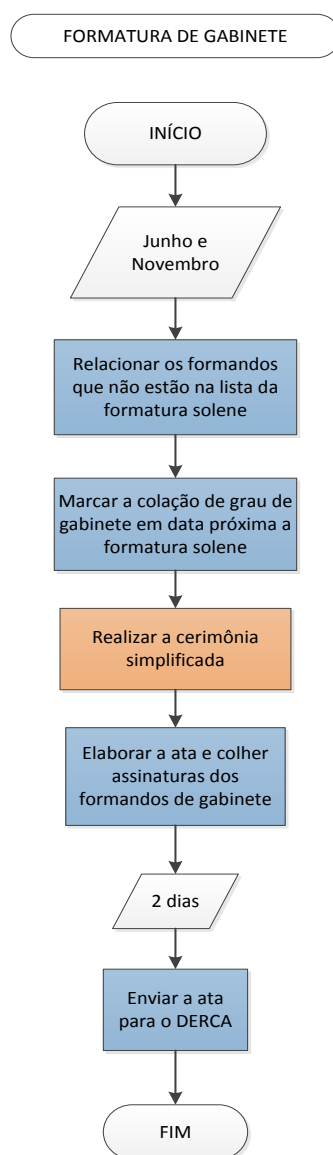 FORMATURA DE GABINETE
INÍCIO
Junho e
Novembro
Relacionar os formandos
que não estão na lista da
formatura solene
Marcar a colação de grau de
gabinete em data próxima a
formatura solene
Realizar a cerimônia
simplificada
Elaborar a ata e colher
assinaturas dos
formandos de gabinete
2 dias
Enviar a ata
para o DERCA
FIM